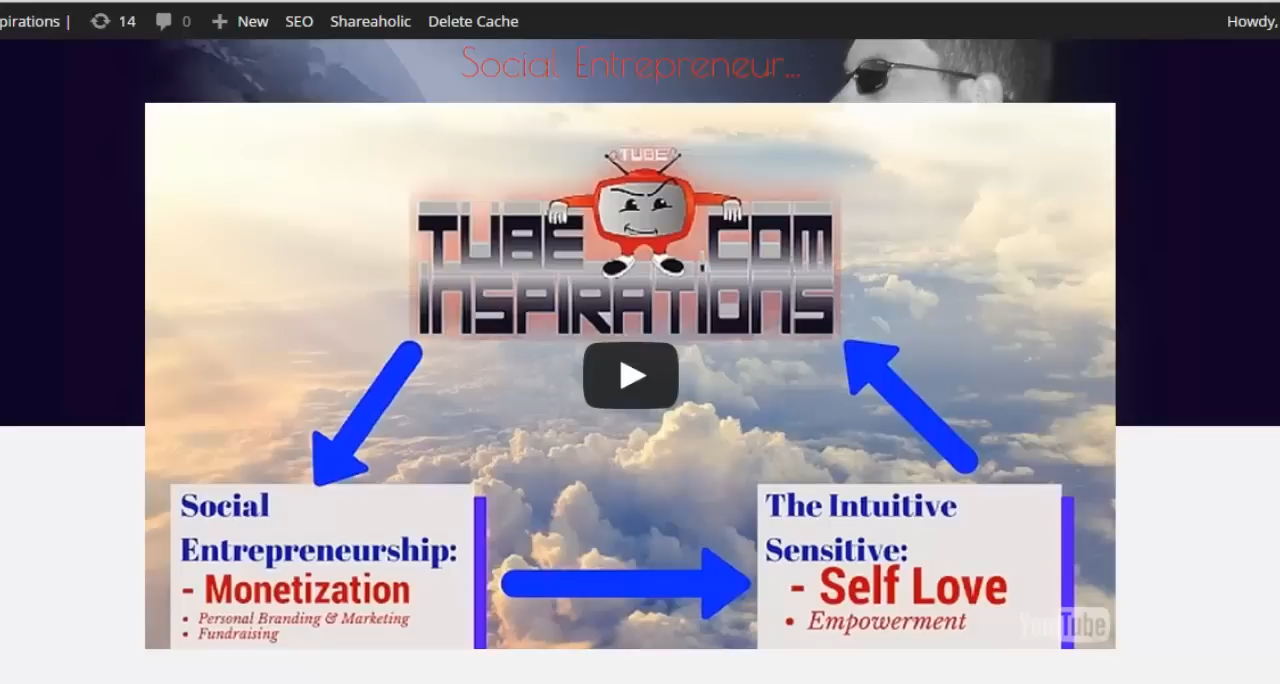 pirations | 14 0 New SEO Shareaholic Delete Cache Howdy,
Social Entrepreneur...
TUBE
TUBE .COM
INSPIRATIONS
Social
Entrepreneurship:
- Monetization
• Personal Branding & Marketing
• Fundraising
The Intuitive
Sensitive:
- Self Love
• Empowerment
YouTube